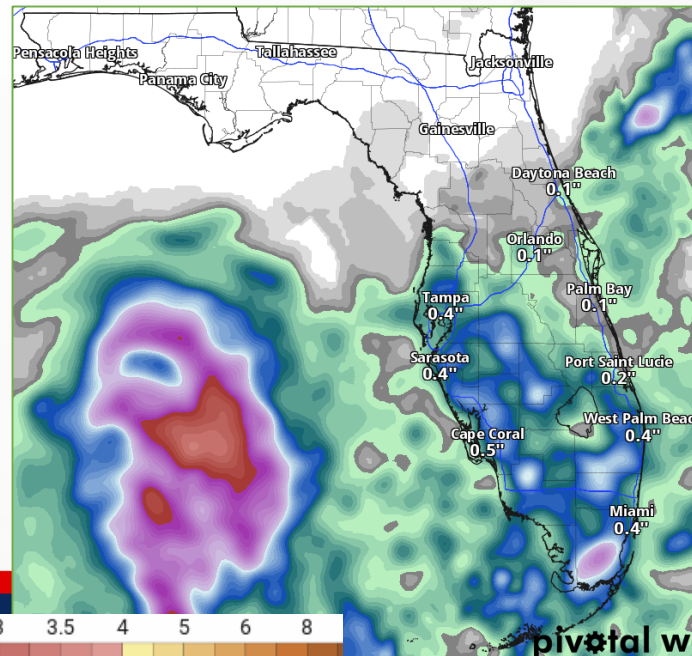 Pensacola Heights
Tallahassee
Jacksonville
Panama City
Gainesville
Daytona Beach
0.1"
Orlando
0.1"
Palm Bay
0.1"
Tampa
0.4"
Sarasota
0.4"
Port Saint Lucie
0.2"
West Palm Beac
0.4"
Cape Coral
0.5"
Miami
0.4"
3 3.5 4 5 6 8
pivotal w